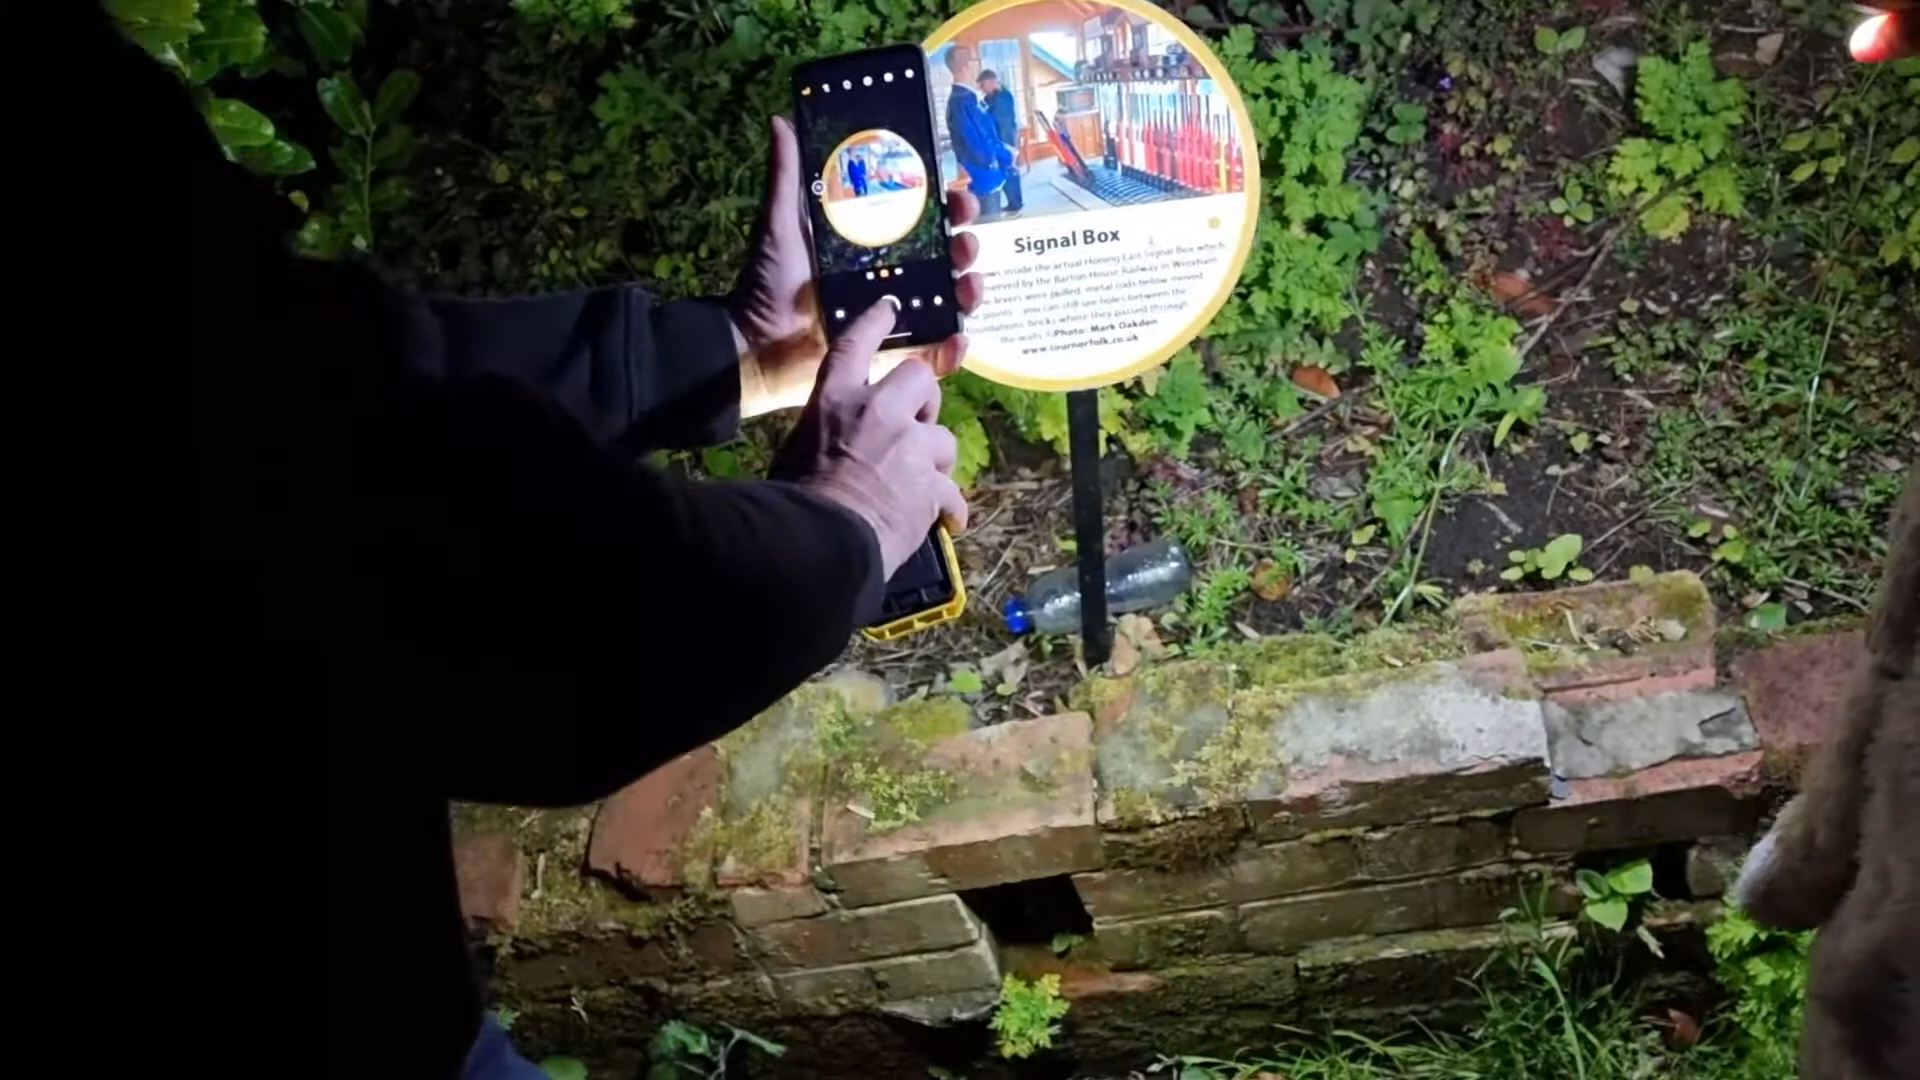 Signal Box
inside the actual Honing East Signal Box which
served by the Barton House Railway in Wroxham
levers were pulled, metal rods below moved
the points - you can still see holes between the
foundations bricks where they passed through
the walls. ©Photo: Mark Oakden
www.tournorfolk.co.uk